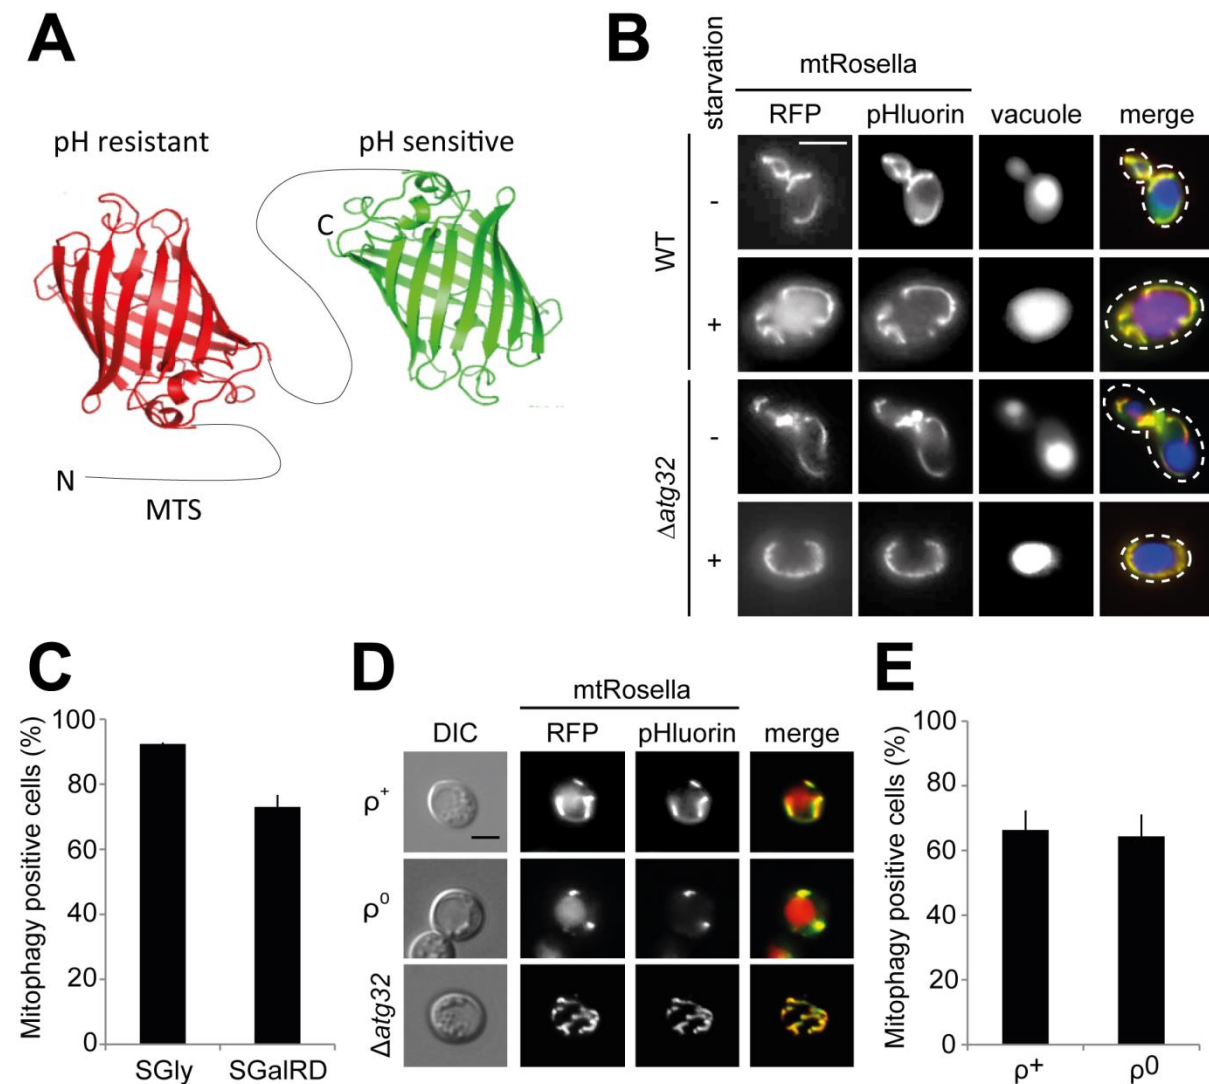 A
pH resistant
pH sensitive
C
N
MTS
B
starvation
mtRosella
RFP pHluorin vacuole merge
WT
-
+
Δatg32
-
+
C
Mitophagy positive cells (%)
100
80
60
40
20
0
SGly SGalRD
D
mtRosella
DIC RFP pHluorin merge
ρ+
ρ0
Δatg32
E
Mitophagy positive cells (%)
100
80
60
40
20
0
ρ+ ρ0